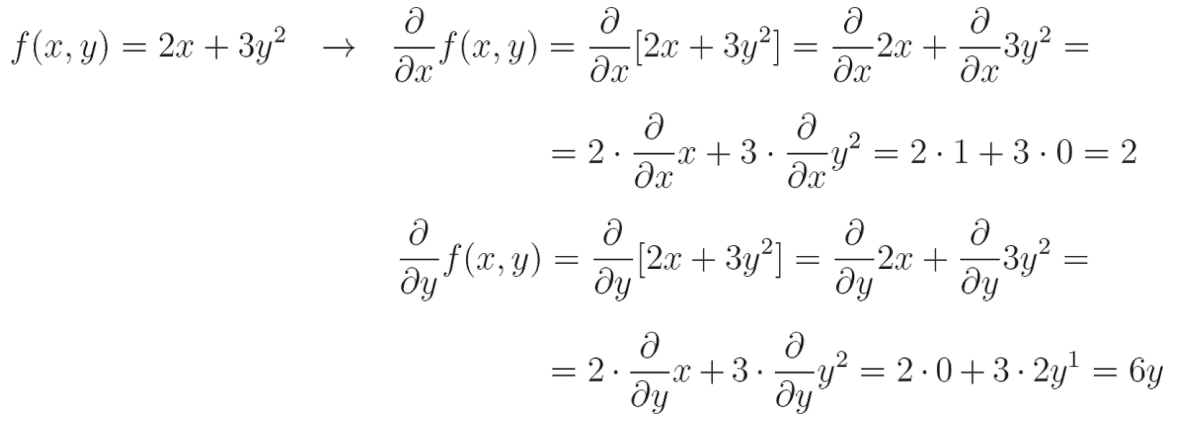 f(x, y) = 2x + 3y² → ∂/∂x f(x, y) = ∂/∂x [2x + 3y²] = ∂/∂x 2x + ∂/∂x 3y² =
= 2 · ∂/∂x x + 3 · ∂/∂x y² = 2 · 1 + 3 · 0 = 2
∂/∂y f(x, y) = ∂/∂y [2x + 3y²] = ∂/∂y 2x + ∂/∂y 3y² =
= 2 · ∂/∂y x + 3 · ∂/∂y y² = 2 · 0 + 3 · 2y¹ = 6y